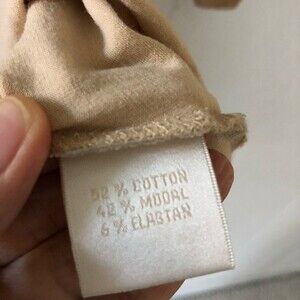 52 % COTTON
42 % MODAL
6 % ELASTAN